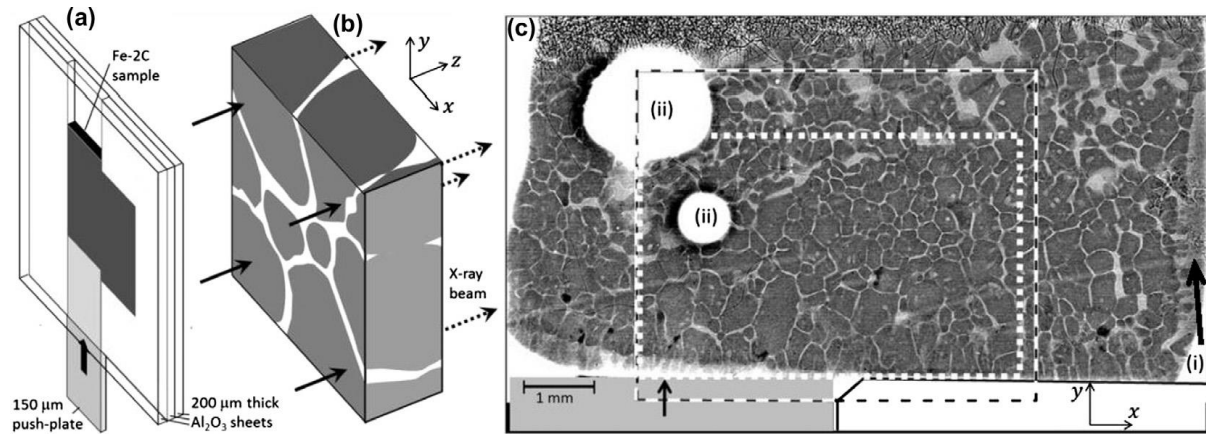 (a)
Fe-2C
sample
150 μm
push-plate
200 μm thick
Al₂O₃ sheets
(b)
y
z
x
X-ray
beam
(c)
(ii)
(ii)
(i)
1 mm
y
x